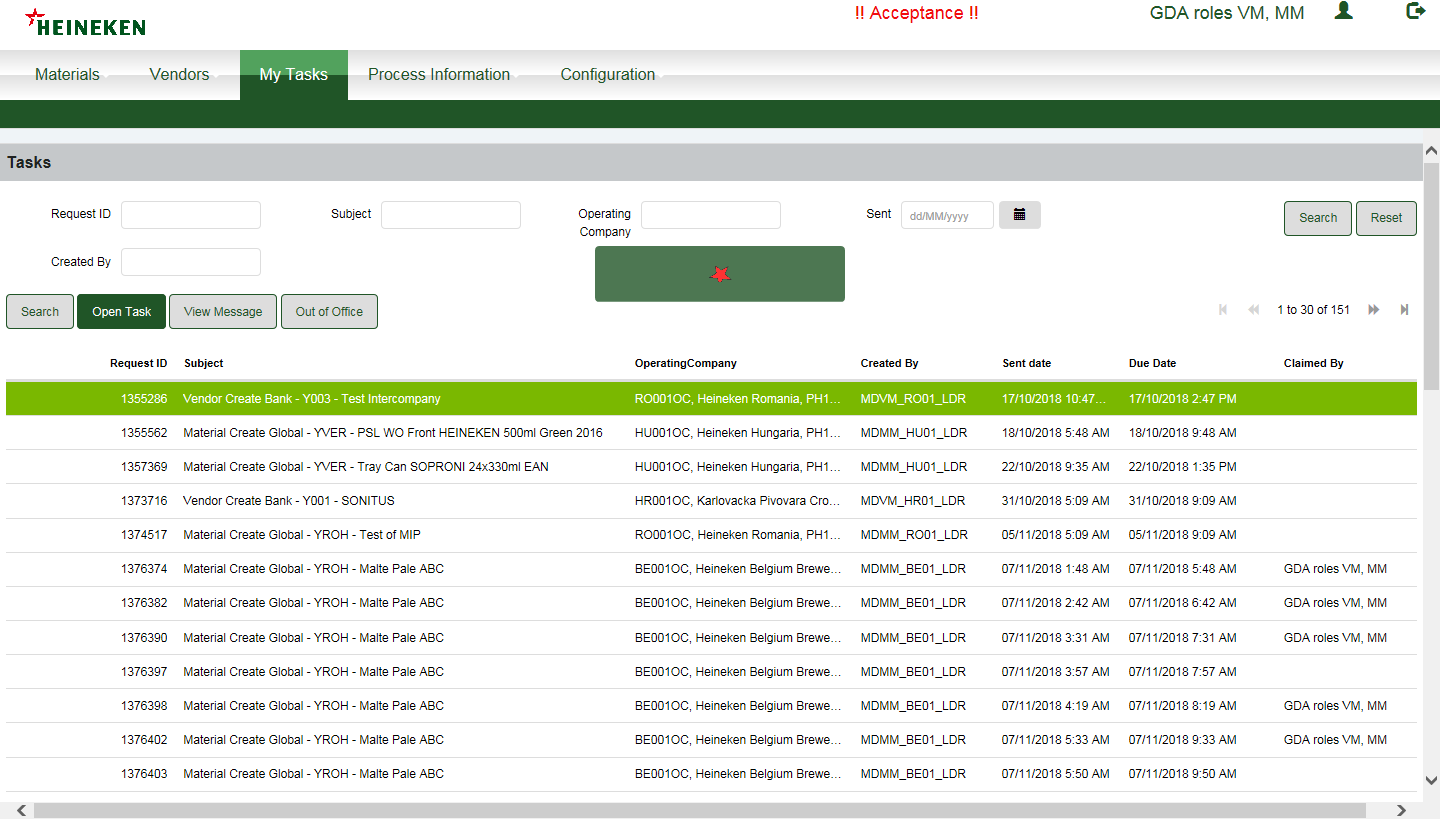 HEINEKEN
!! Acceptance !!
GDA roles VM, MM
Materials Vendors My Tasks Process Information Configuration
Tasks
Request ID Subject Operating Company Sent dd/MM/yyyy Search Reset
Created By
Search Open Task View Message Out of Office 1 to 30 of 151
Request ID Subject OperatingCompany Created By Sent date Due Date Claimed By
1355286 Vendor Create Bank - Y003 - Test Intercompany RO001OC, Heineken Romania, PH1... MDVM_RO01_LDR 17/10/2018 10:47... 17/10/2018 2:47 PM
1355562 Material Create Global - YVER - PSL WO Front HEINEKEN 500ml Green 2016 HU001OC, Heineken Hungaria, PH1... MDMM_HU01_LDR 18/10/2018 5:48 AM 18/10/2018 9:48 AM
1357369 Material Create Global - YVER - Tray Can SOPRONI 24x330ml EAN HU001OC, Heineken Hungaria, PH1... MDMM_HU01_LDR 22/10/2018 9:35 AM 22/10/2018 1:35 PM
1373716 Vendor Create Bank - Y001 - SONITUS HR001OC, Karlovacka Pivovara Cro... MDVM_HR01_LDR 31/10/2018 5:09 AM 31/10/2018 9:09 AM
1374517 Material Create Global - YROH - Test of MIP RO001OC, Heineken Romania, PH1... MDMM_RO01_LDR 05/11/2018 5:09 AM 05/11/2018 9:09 AM
1376374 Material Create Global - YROH - Malte Pale ABC BE001OC, Heineken Belgium Brewe... MDMM_BE01_LDR 07/11/2018 1:48 AM 07/11/2018 5:48 AM GDA roles VM, MM
1376382 Material Create Global - YROH - Malte Pale ABC BE001OC, Heineken Belgium Brewe... MDMM_BE01_LDR 07/11/2018 2:42 AM 07/11/2018 6:42 AM GDA roles VM, MM
1376390 Material Create Global - YROH - Malte Pale ABC BE001OC, Heineken Belgium Brewe... MDMM_BE01_LDR 07/11/2018 3:31 AM 07/11/2018 7:31 AM GDA roles VM, MM
1376397 Material Create Global - YROH - Malte Pale ABC BE001OC, Heineken Belgium Brewe... MDMM_BE01_LDR 07/11/2018 3:57 AM 07/11/2018 7:57 AM
1376398 Material Create Global - YROH - Malte Pale ABC BE001OC, Heineken Belgium Brewe... MDMM_BE01_LDR 07/11/2018 4:19 AM 07/11/2018 8:19 AM GDA roles VM, MM
1376402 Material Create Global - YROH - Malte Pale ABC BE001OC, Heineken Belgium Brewe... MDMM_BE01_LDR 07/11/2018 5:33 AM 07/11/2018 9:33 AM GDA roles VM, MM
1376403 Material Create Global - YROH - Malte Pale ABC BE001OC, Heineken Belgium Brewe... MDMM_BE01_LDR 07/11/2018 5:50 AM 07/11/2018 9:50 AM